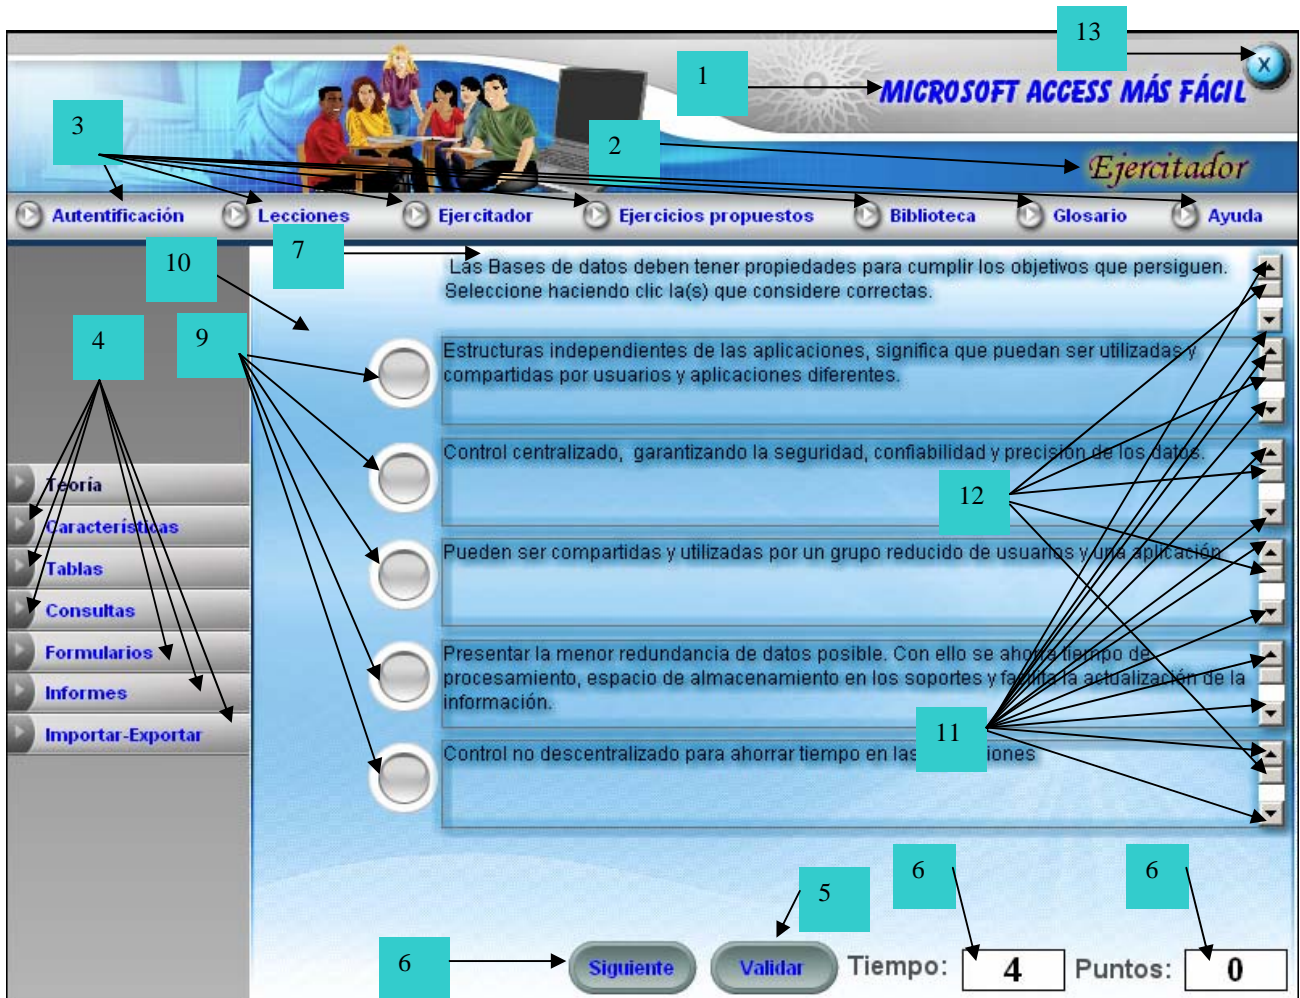 13
1
MICROSOFT ACCESS MÁS FÁCIL
X
3
2
Ejercitador
Autentificación
Lecciones
Ejercitador
Ejercicios propuestos
Biblioteca
Glosario
Ayuda
10
7
Las Bases de datos deben tener propiedades para cumplir los objetivos que persiguen.
Seleccione haciendo clic la(s) que considere correctas.
4
9
Estructuras independientes de las aplicaciones, significa que puedan ser utilizadas y
compartidas por usuarios y aplicaciones diferentes.
Control centralizado, garantizando la seguridad, confiabilidad y precisión de los datos.
12
Teoría
Características
Tablas
Consultas
Formularios
Informes
Importar-Exportar
Pueden ser compartidas y utilizadas por un grupo reducido de usuarios y una aplicación
Presentar la menor redundancia de datos posible. Con ello se ahorra tiempo de
procesamiento, espacio de almacenamiento en los soportes y facilita la actualización de la
información.
11
Control no descentralizado para ahorrar tiempo en las
6
6
5
6
Siguiente
Validar
Tiempo:
4
Puntos:
0